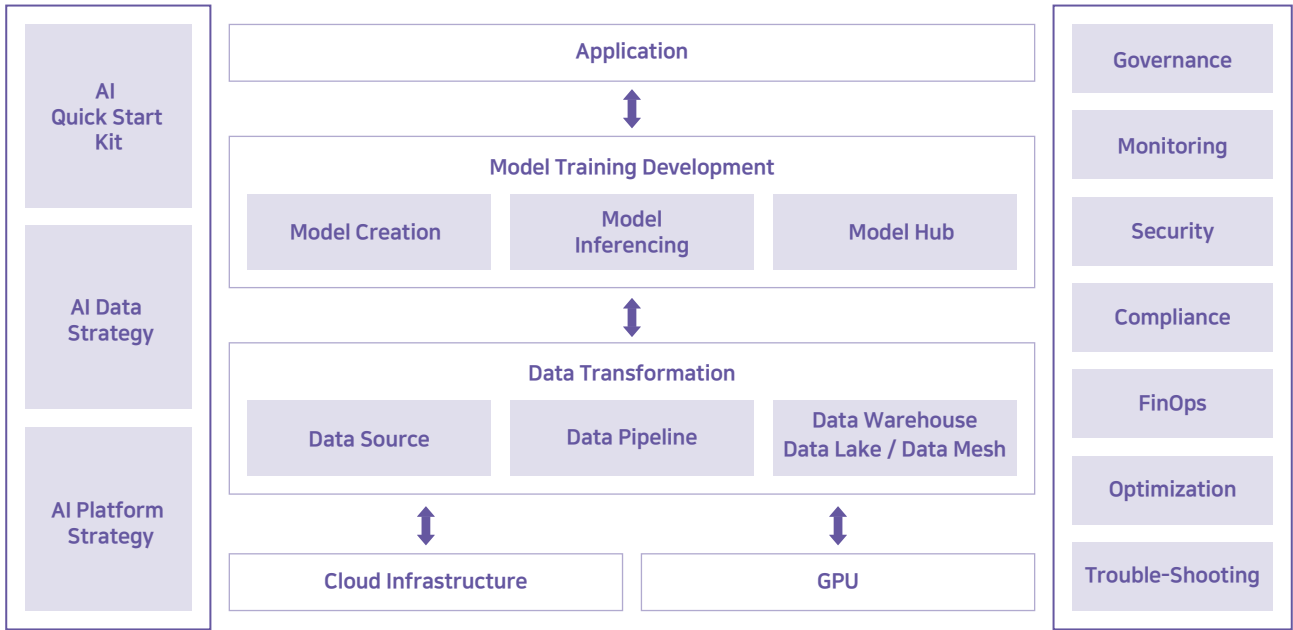 AI
Quick Start
Kit
AI Data
Strategy
AI Platform
Strategy
Application
Model Training Development
Model Creation
Model
Inferencing
Model Hub
Data Transformation
Data Source
Data Pipeline
Data Warehouse
Data Lake / Data Mesh
Cloud Infrastructure
GPU
Governance
Monitoring
Security
Compliance
FinOps
Optimization
Trouble-Shooting